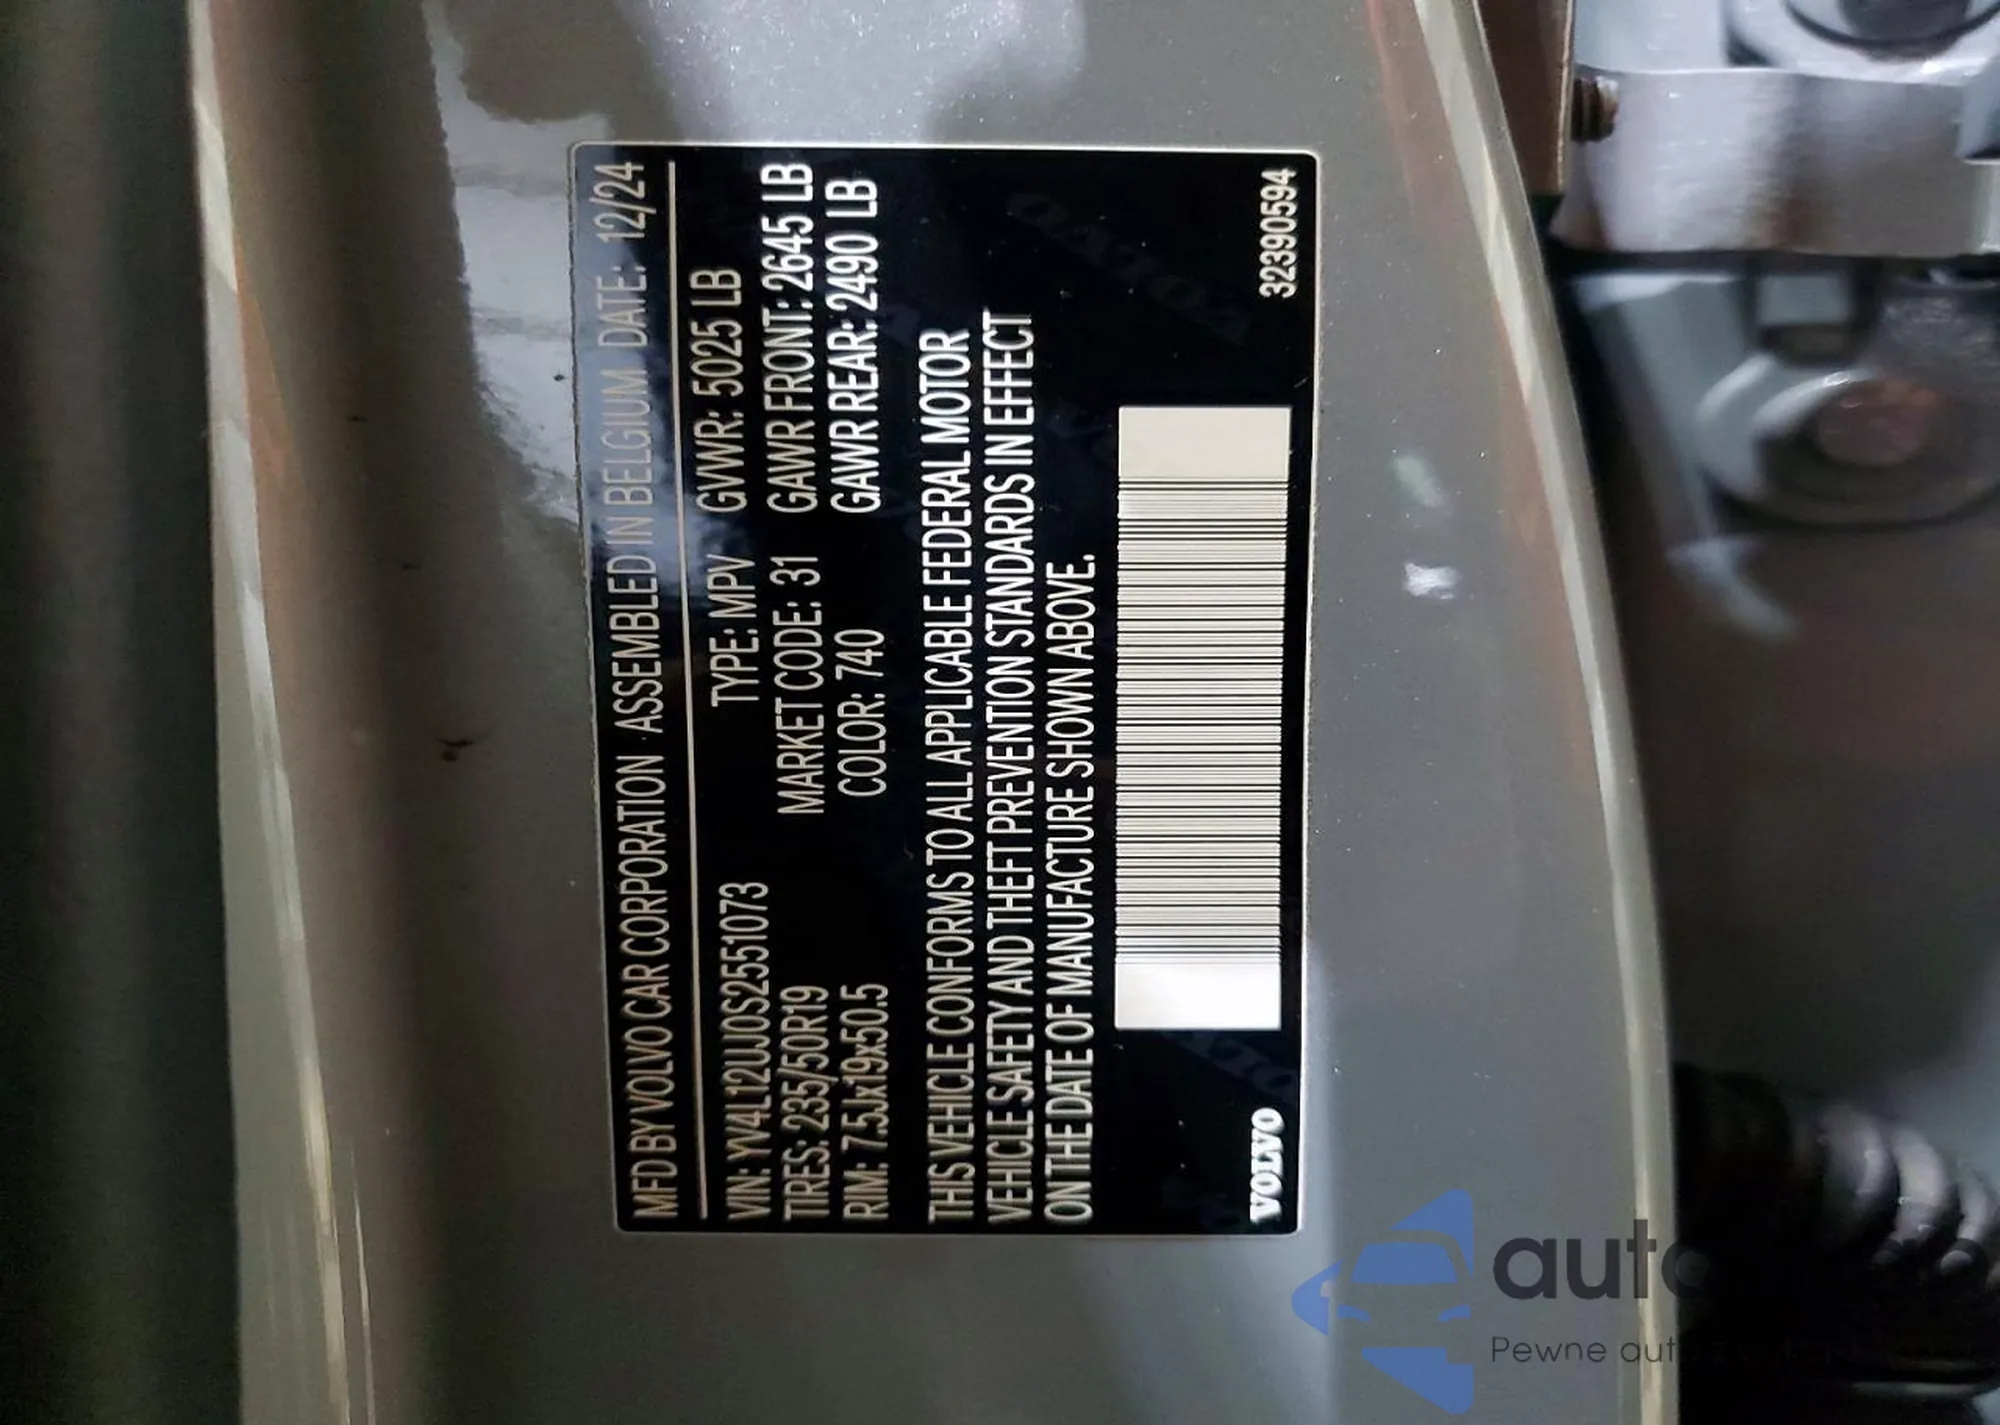 MFD BY VOLVO CAR CORPORATION ASSEMBLED IN BELGIUM DATE: 12/24
VIN: YV4L12UJ0S2551073 TYPE: MPV GVWR: 5025 LB
TIRES: 235/50R19 MARKET CODE: 31 GAWR FRONT: 2645 LB
RIM: 7.5Jx19x50.5 COLOR: 740 GAWR REAR: 2490 LB
THIS VEHICLE CONFORMS TO ALL APPLICABLE FEDERAL MOTOR
VEHICLE SAFETY AND THEFT PREVENTION STANDARDS IN EFFECT
ON THE DATE OF MANUFACTURE SHOWN ABOVE.
VOLVO 32390594
Pewne